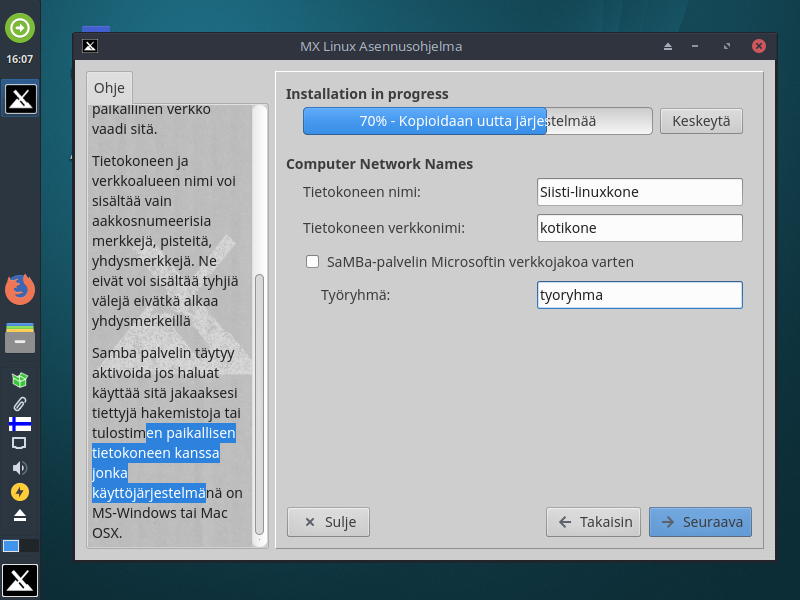 MX Linux Asennusohjelma
16:07
Ohje
paikallinen verkko
vaadi sitä.
Tietokoneen ja
verkkoalueen nimi voi
sisältää vain
aakkosnumeerisia
merkkejä, pisteitä,
yhdysmerkkejä. Ne
eivät voi sisältää tyhjiä
välejä eivätkä alkaa
yhdysmerkeillä
Samba palvelin täytyy
aktivoida jos haluat
käyttää sitä jakaaksesi
tiettyjä hakemistoja tai
tulostimen paikallisen
tietokoneen kanssa
jonka
käyttöjärjestelmänä on
MS-Windows tai Mac
OSX.
Installation in progress
70% - Kopioidaan uutta järjestelmää
Keskeytä
Computer Network Names
Tietokoneen nimi: Siisti-linuxkone
Tietokoneen verkkonimi: kotikone
SaMBa-palvelin Microsoftin verkkojakoa varten
Työryhmä: tyoryhma
Sulje Takaisin Seuraava